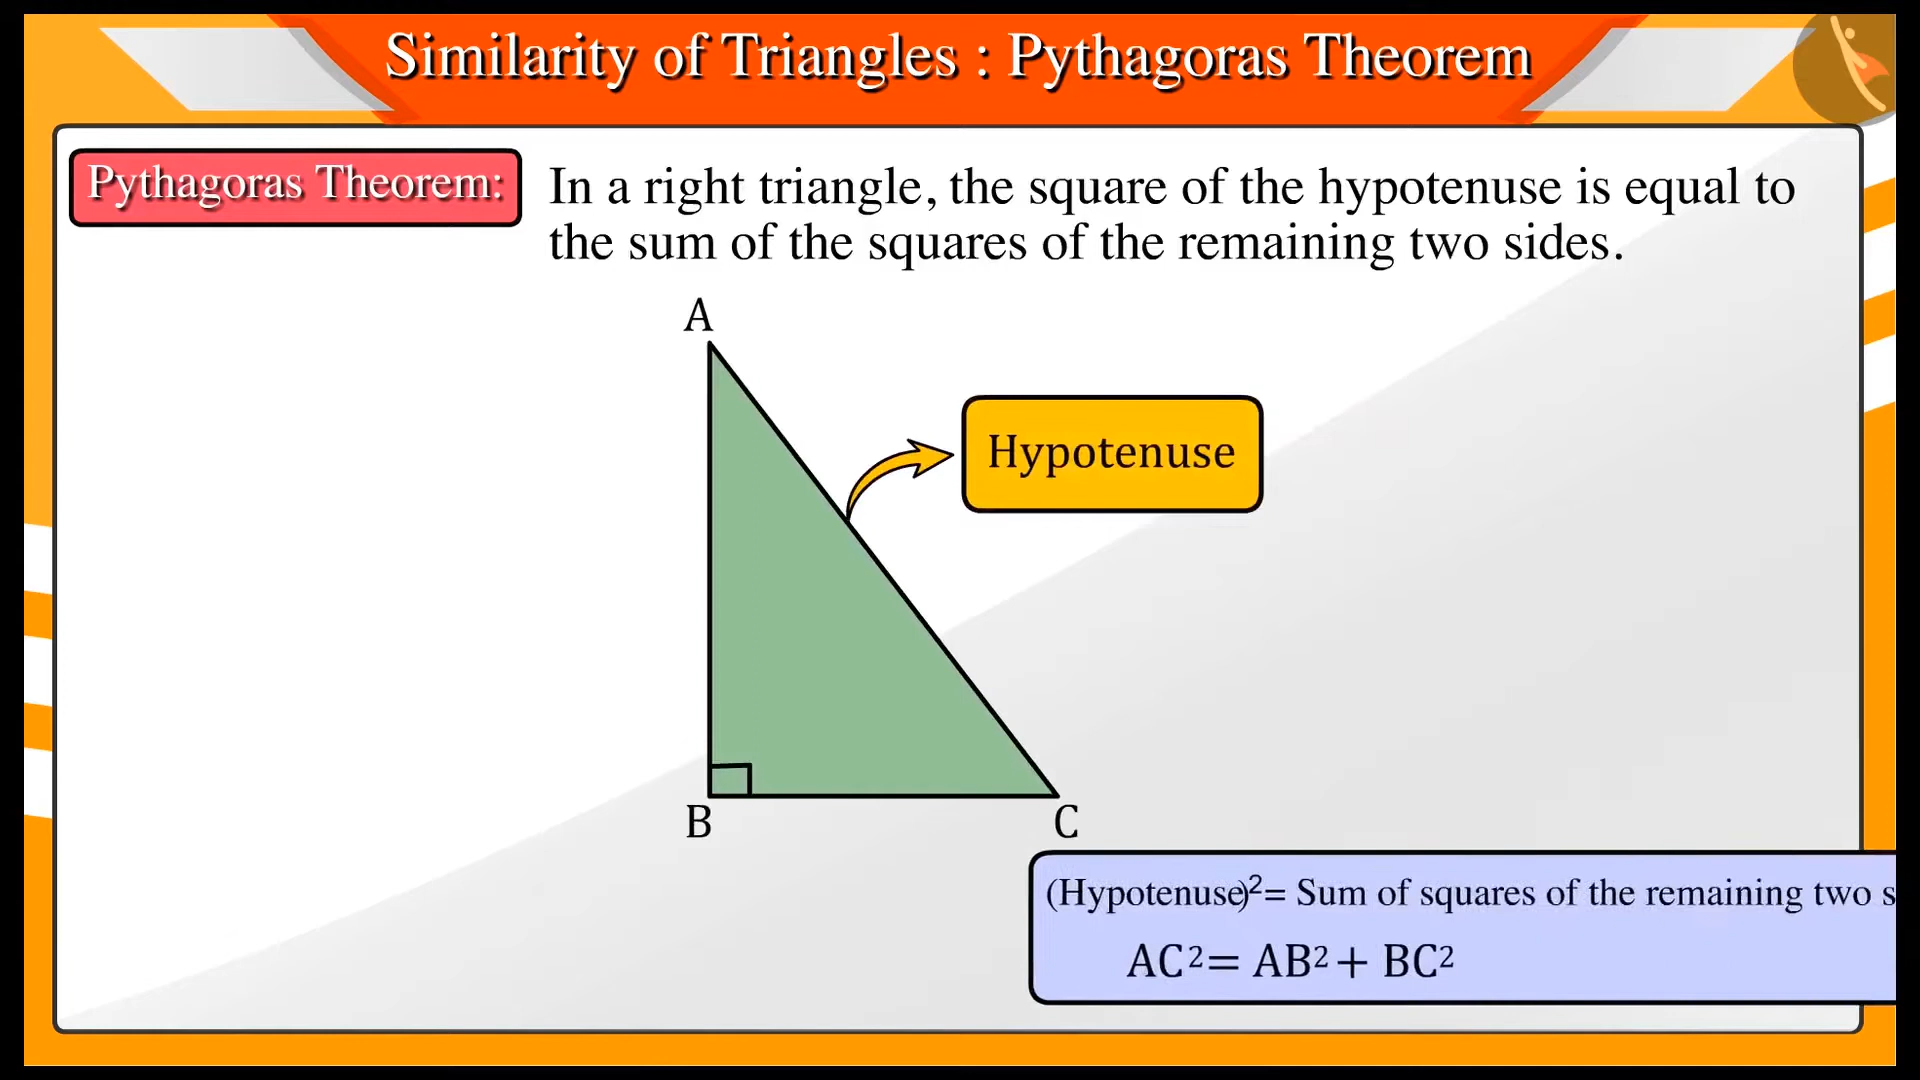 Similarity of Triangles : Pythagoras Theorem
Pythagoras Theorem:
In a right triangle, the square of the hypotenuse is equal to
the sum of the squares of the remaining two sides.
A
Hypotenuse
B
C
(Hypotenuse)²= Sum of squares of the remaining two s
AC²= AB²+ BC²